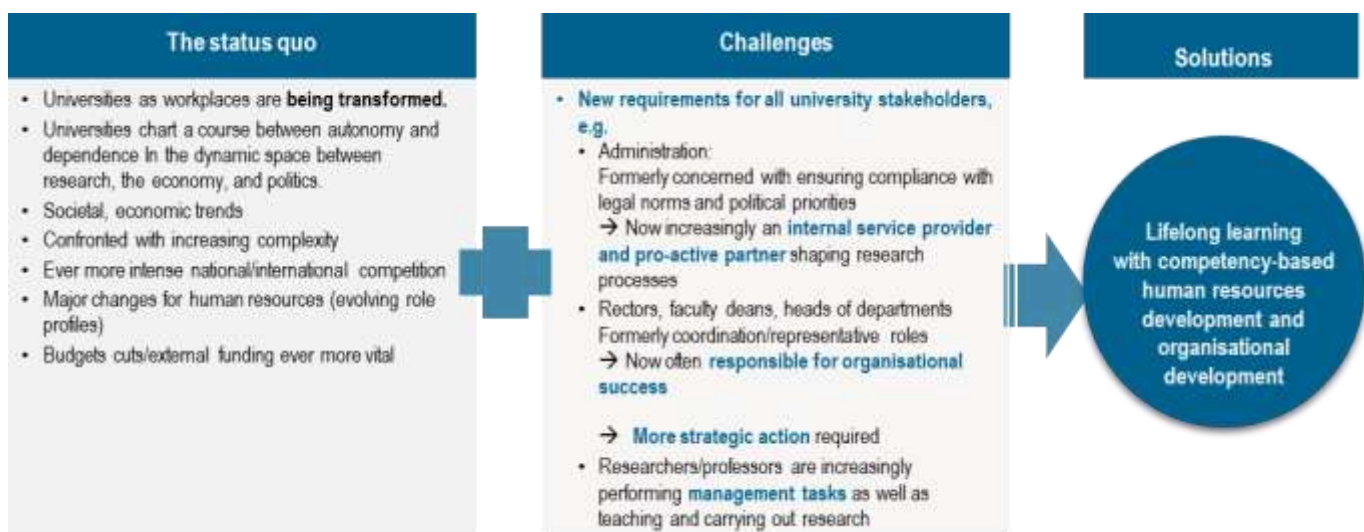 The status quo
• Universities as workplaces are being transformed.
• Universities chart a course between autonomy and
dependence In the dynamic space between
research, the economy, and politics.
• Societal, economic trends
• Confronted with increasing complexity
• Ever more intense national/international competition
• Major changes for human resources (evolving role
profiles)
• Budgets cuts/external funding ever more vital
Challenges
• New requirements for all university stakeholders,
e.g.
• Administration:
Formerly concerned with ensuring compliance with
legal norms and political priorities
→ Now increasingly an internal service provider
and pro-active partner shaping research
processes
• Rectors, faculty deans, heads of departments
Formerly coordination/representative roles
→ Now often responsible for organisational
success
→ More strategic action required
• Researchers/professors are increasingly
performing management tasks as well as
teaching and carrying out research
Solutions
Lifelong learning
with competency-based
human resources
development and
organisational
development